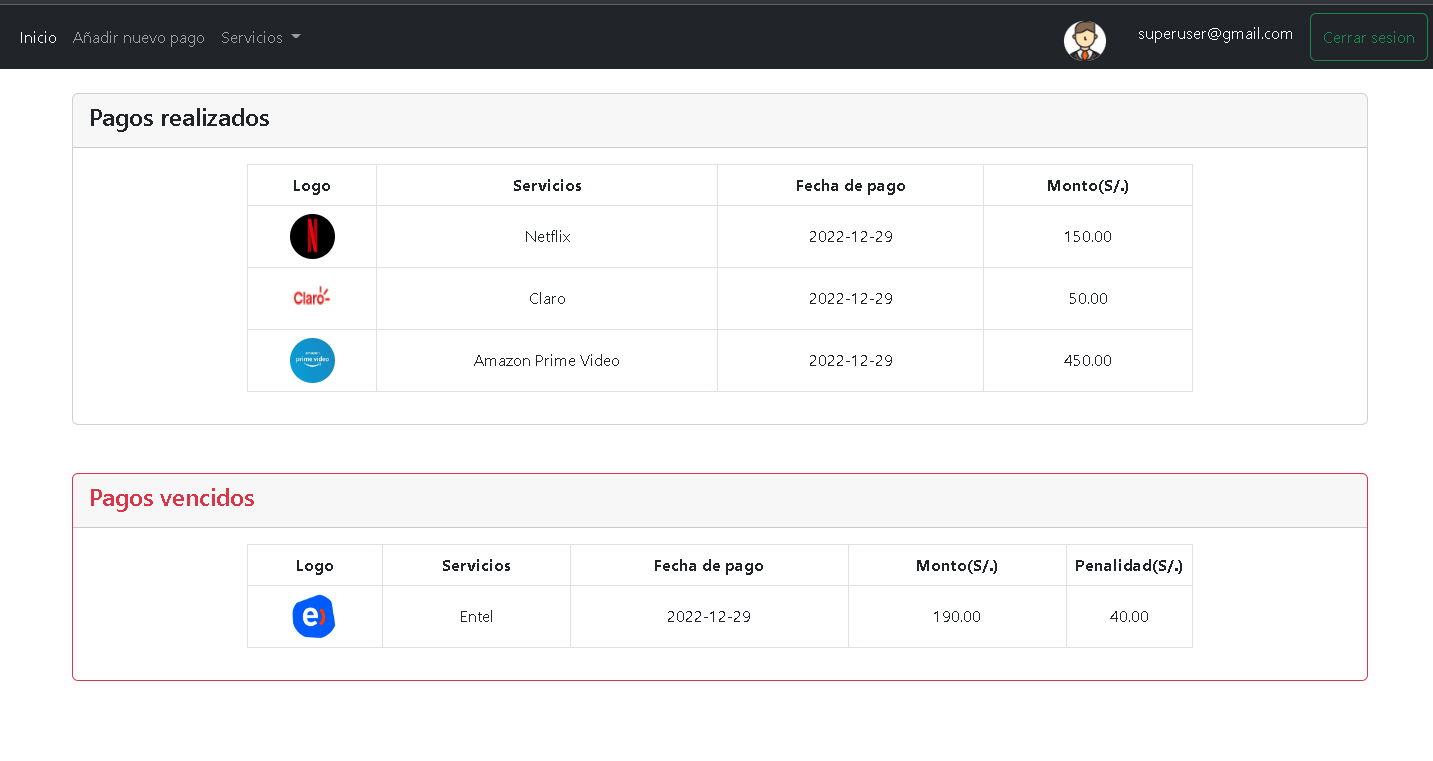 Inicio Añadir nuevo pago Servicios superuser@gmail.com Cerrar sesion
Pagos realizados
Logo Servicios Fecha de pago Monto(S/.)
N Netflix 2022-12-29 150.00
Claro Claro 2022-12-29 50.00
prime video Amazon Prime Video 2022-12-29 450.00
Pagos vencidos
Logo Servicios Fecha de pago Monto(S/.) Penalidad(S/.)
e) Entel 2022-12-29 190.00 40.00